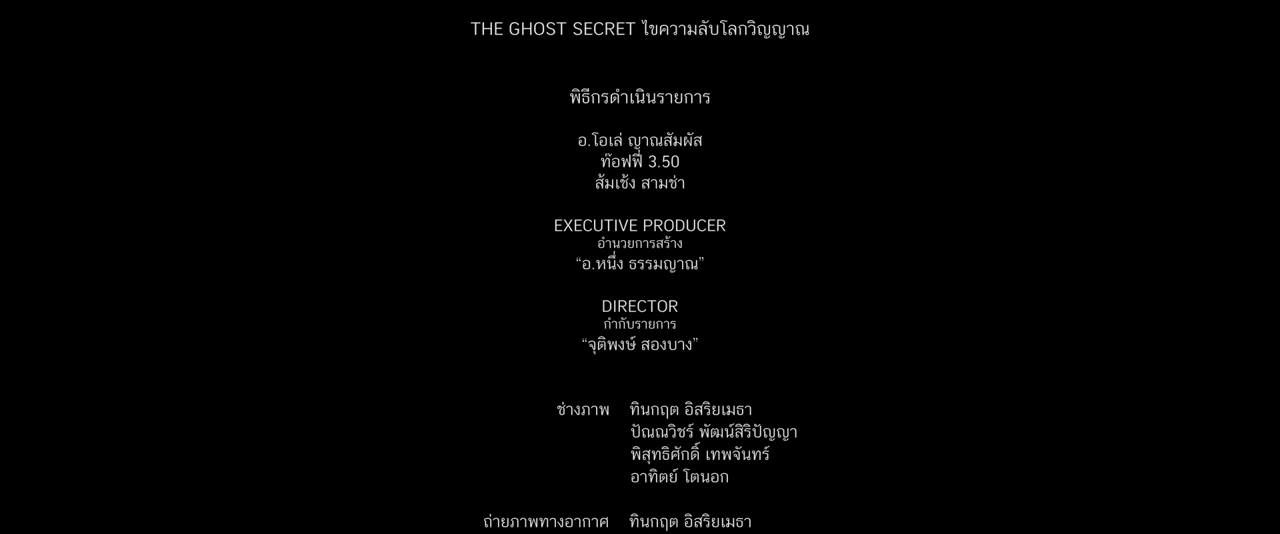 THE GHOST SECRET ไขความลับโลกวิญญาณ
พิธีกรดำเนินรายการ
อ.โอเล่ ญาณสัมผัส
ท๊อฟฟี่ 3.50
ส้มเช้ง สามช่า
EXECUTIVE PRODUCER
อำนวยการสร้าง
“อ.หนึ่ง ธรรมญาณ”
DIRECTOR
กำกับรายการ
“จุติพงษ์ สองบาง”
ช่างภาพ ทินกฤต อิสริยเมธา
ปัณณวิชร์ พัฒน์สิริปัญญา
พิสุทธิศักดิ์ เทพจันทร์
อาทิตย์ โตนอก
ถ่ายภาพทางอากาศ ทินกฤต อิสริยเมธา